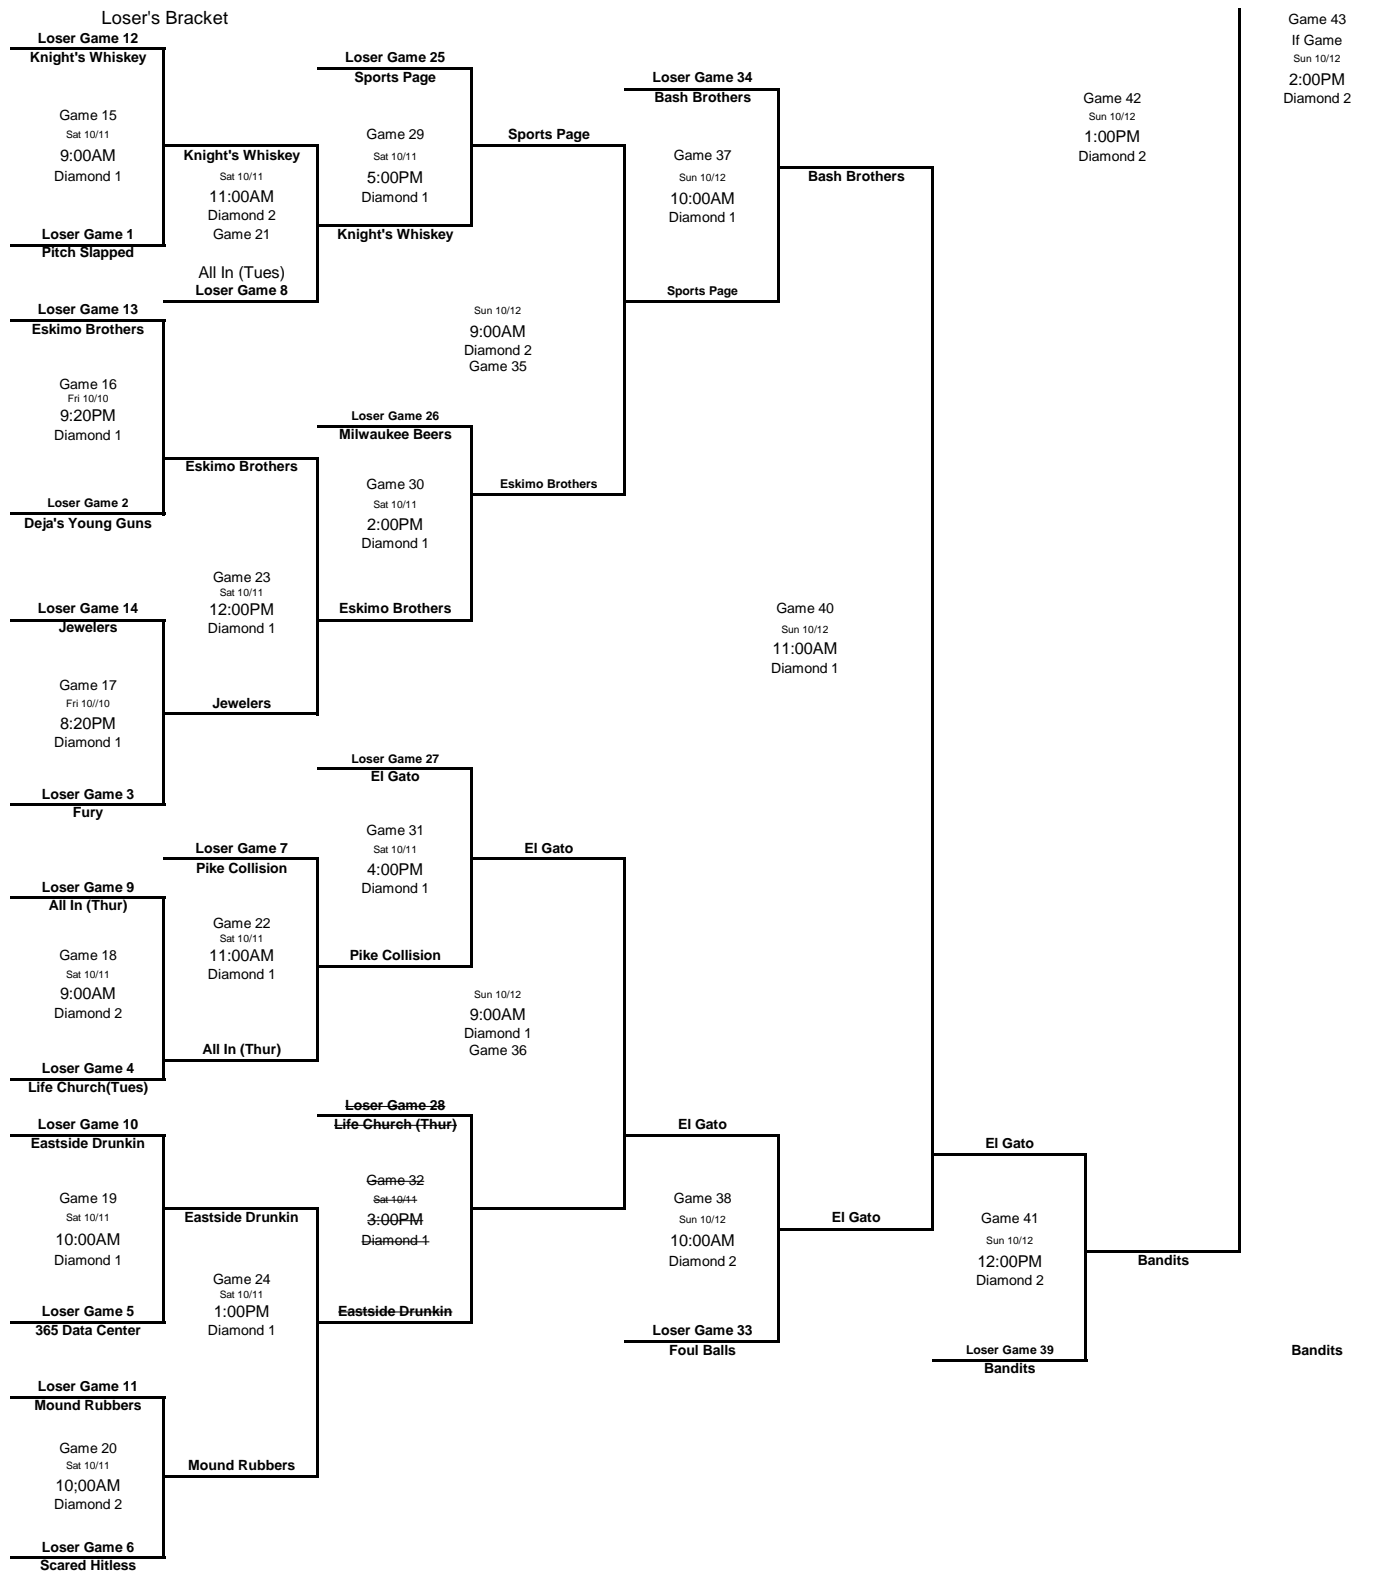 Loser's Bracket
Loser Game 12
Knight's Whiskey
Game 15
Sat 10/11
9:00AM
Diamond 1
Loser Game 1
Pitch Slapped
Loser Game 13
Eskimo Brothers
Game 16
Fri 10/10
9:20PM
Diamond 1
Loser Game 2
Deja's Young Guns
Loser Game 14
Jewelers
Game 17
Fri 10//10
8:20PM
Diamond 1
Loser Game 3
Fury
Loser Game 9
All In (Thur)
Game 18
Sat 10/11
9:00AM
Diamond 2
Loser Game 4
Life Church(Tues)
Loser Game 10
Eastside Drunkin
Game 19
Sat 10/11
10:00AM
Diamond 1
Loser Game 5
365 Data Center
Loser Game 11
Mound Rubbers
Game 20
Sat 10/11
10;00AM
Diamond 2
Loser Game 6
Scared Hitless
Knight's Whiskey
Sat 10/11
11:00AM
Diamond 2
Game 21
All In (Tues)
Loser Game 8
Eskimo Brothers
Game 23
Sat 10/11
12:00PM
Diamond 1
Jewelers
Loser Game 7
Pike Collision
Game 22
Sat 10/11
11:00AM
Diamond 1
All In (Thur)
Eastside Drunkin
Game 24
Sat 10/11
1:00PM
Diamond 1
Mound Rubbers
Loser Game 25
Sports Page
Game 29
Sat 10/11
5:00PM
Diamond 1
Knight's Whiskey
Loser Game 26
Milwaukee Beers
Game 30
Sat 10/11
2:00PM
Diamond 1
Eskimo Brothers
Loser Game 27
El Gato
Game 31
Sat 10/11
4:00PM
Diamond 1
Pike Collision
Loser Game 28
Life Church (Thur)
Game 32
Sat 10/11
3:00PM
Diamond 1
Eastside Drunkin
Sports Page
Sun 10/12
9:00AM
Diamond 2
Game 35
Eskimo Brothers
El Gato
Sun 10/12
9:00AM
Diamond 1
Game 36
Loser Game 34
Bash Brothers
Game 37
Sun 10/12
10:00AM
Diamond 1
Sports Page
El Gato
Game 38
Sun 10/12
10:00AM
Diamond 2
Loser Game 33
Foul Balls
Bash Brothers
Game 40
Sun 10/12
11:00AM
Diamond 1
El Gato
El Gato
Game 41
Sun 10/12
12:00PM
Diamond 2
Loser Game 39
Bandits
Game 42
Sun 10/12
1:00PM
Diamond 2
Bandits
Game 43
If Game
Sun 10/12
2:00PM
Diamond 2
Bandits